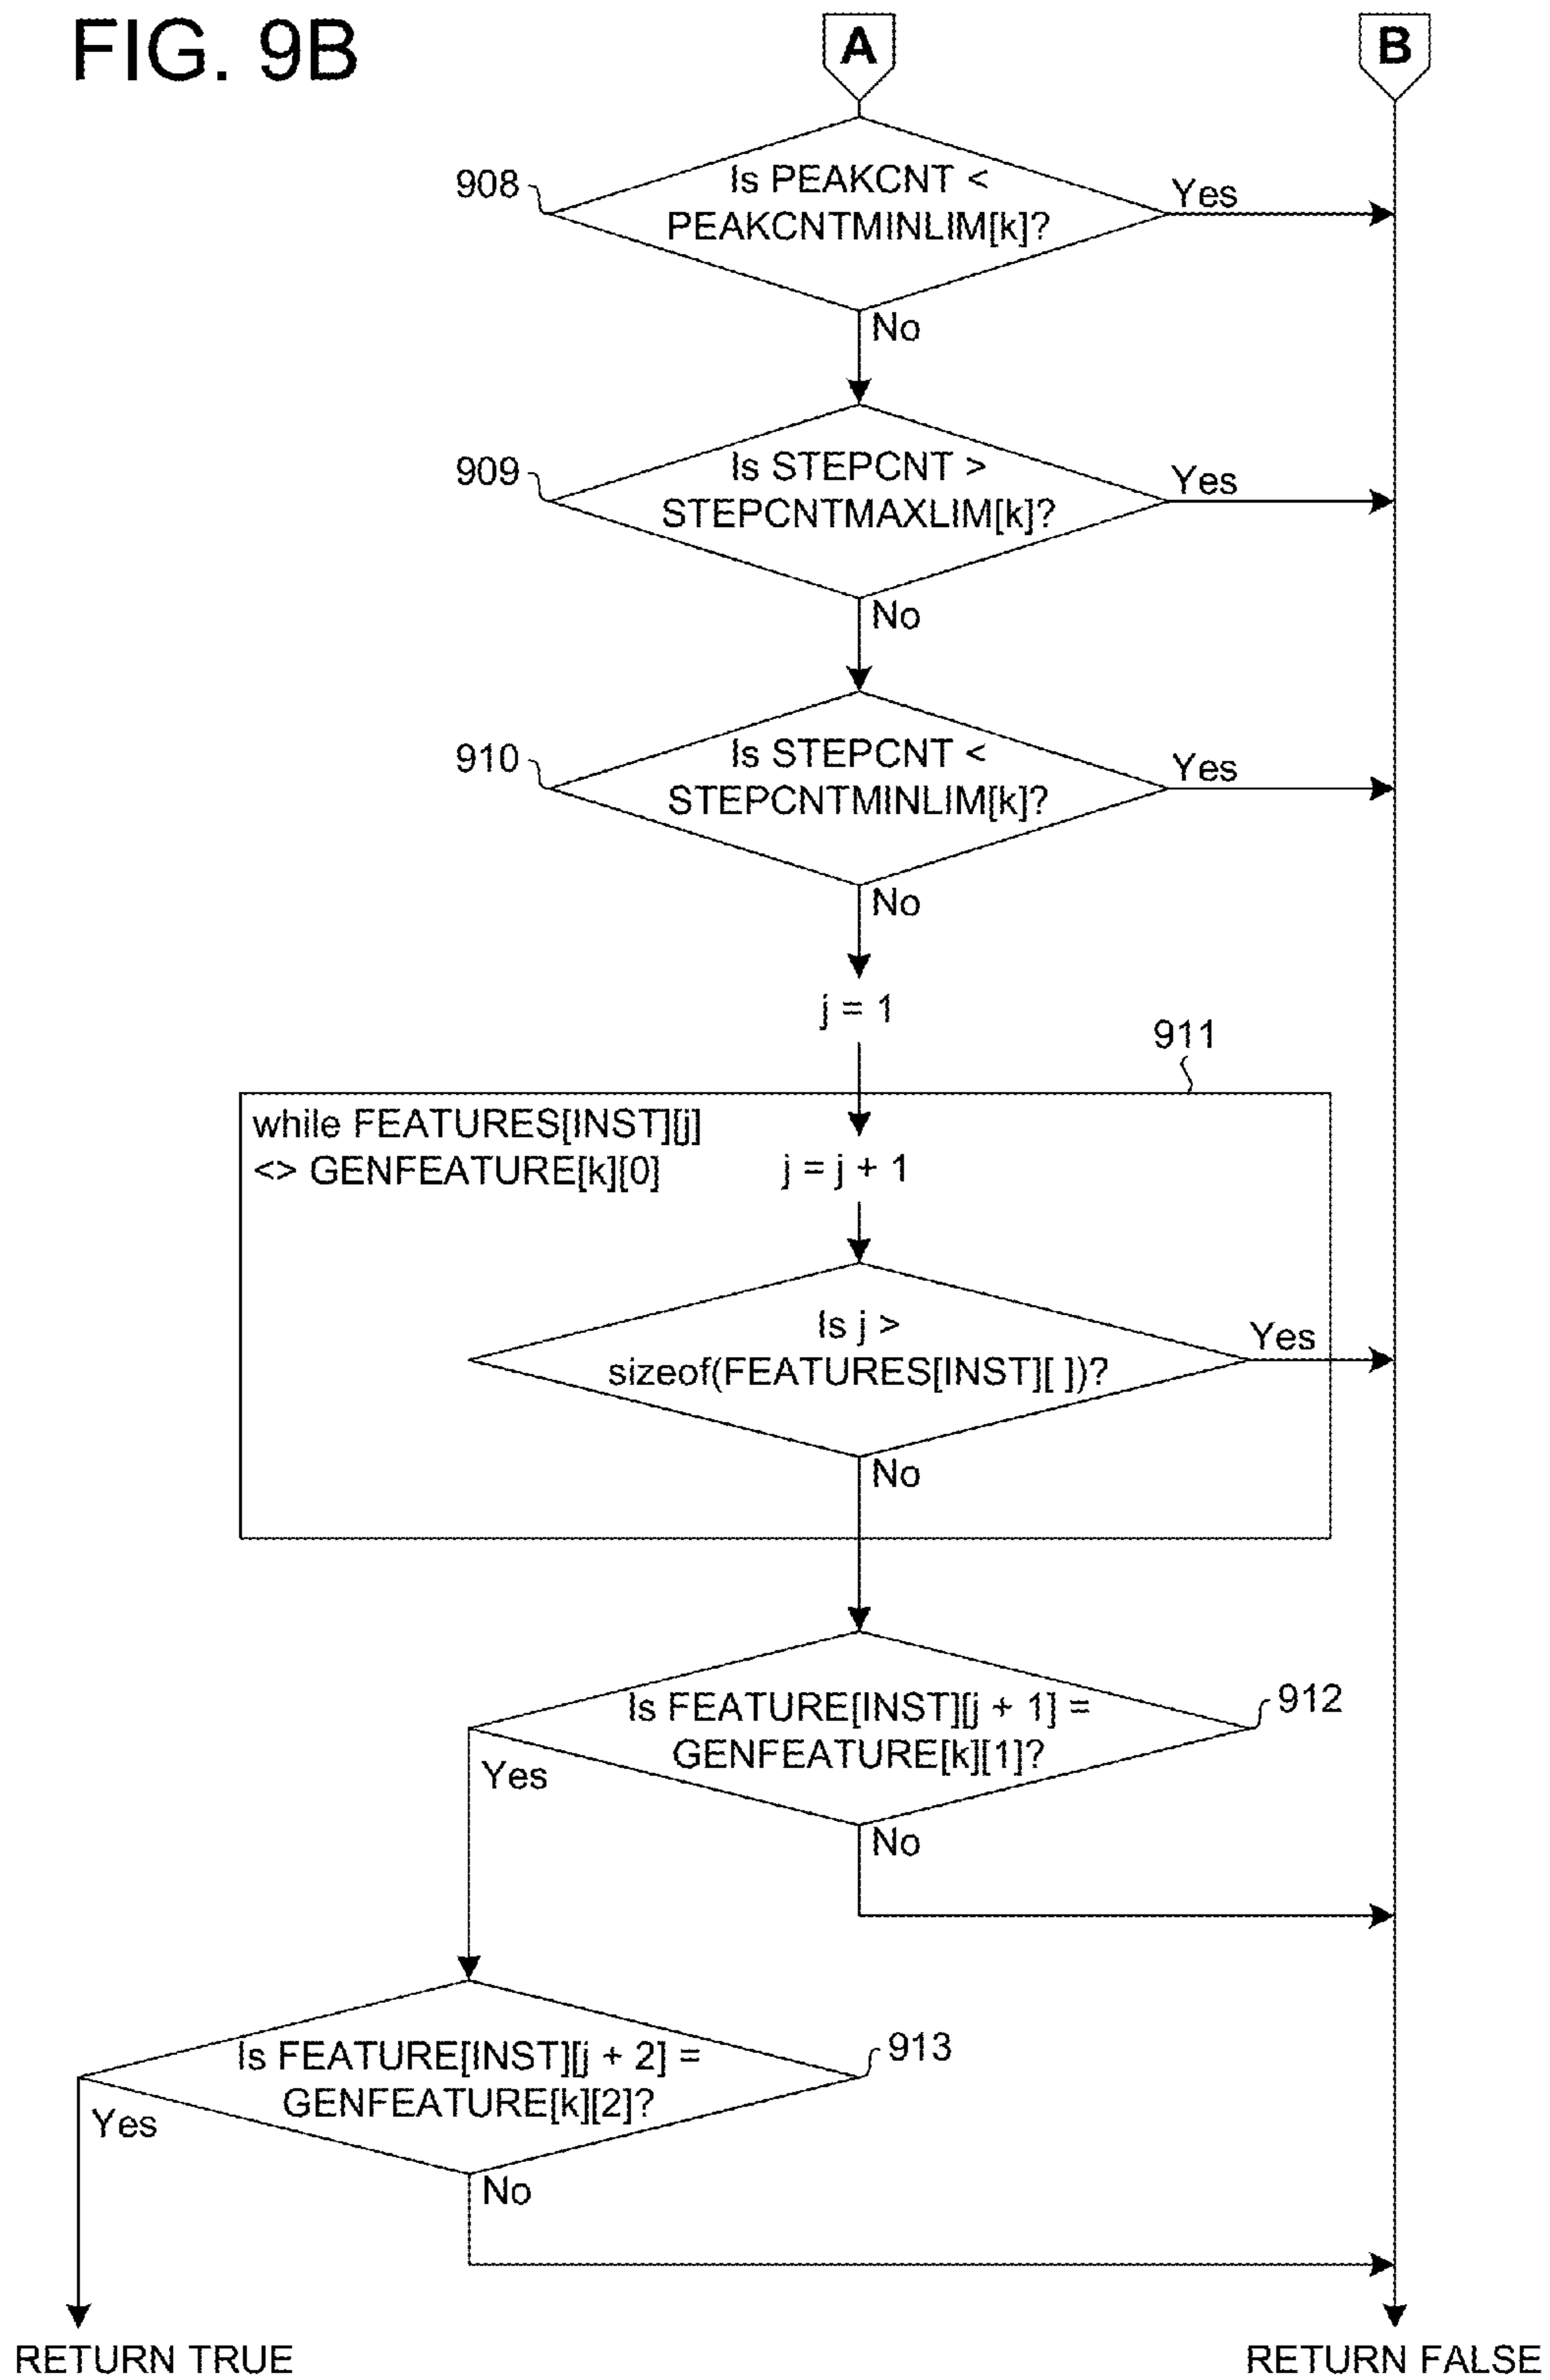 FIG. 9B
A
B
908
Is PEAKCNT <
PEAKCNTMINLIM[k]?
Yes
No
909
Is STEPCNT >
STEPCNTMAXLIM[k]?
Yes
No
910
Is STEPCNT <
STEPCNTMINLIM[k]?
Yes
No
j = 1
911
while FEATURES[INST][j]
<> GENFEATURE[k][0]
j = j + 1
Is j >
sizeof(FEATURES[INST][ ])?
Yes
No
Is FEATURE[INST][j + 1] =
GENFEATURE[k][1]?
912
Yes
No
Is FEATURE[INST][j + 2] =
GENFEATURE[k][2]?
913
Yes
No
RETURN TRUE
RETURN FALSE